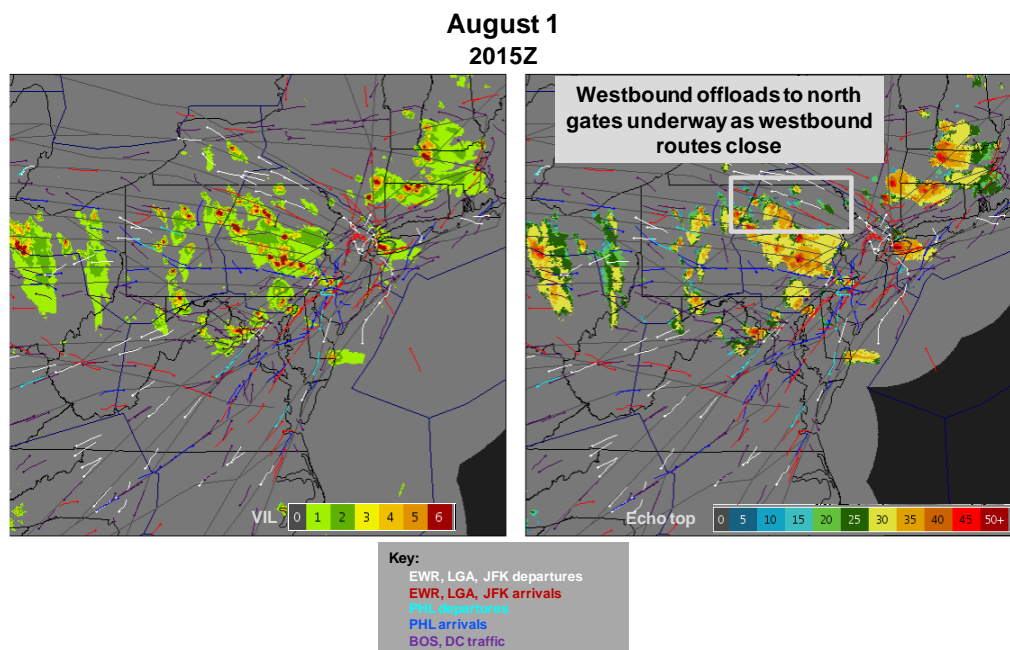 August 1
2015Z
Westbound offloads to north
gates underway as westbound
routes close
VIL 0 1 2 3 4 5 6
Echo top 0 5 10 15 20 25 30 35 40 45 50+
Key:
EWR, LGA, JFK departures
EWR, LGA, JFK arrivals
PHL departures
PHL arrivals
BOS, DC traffic